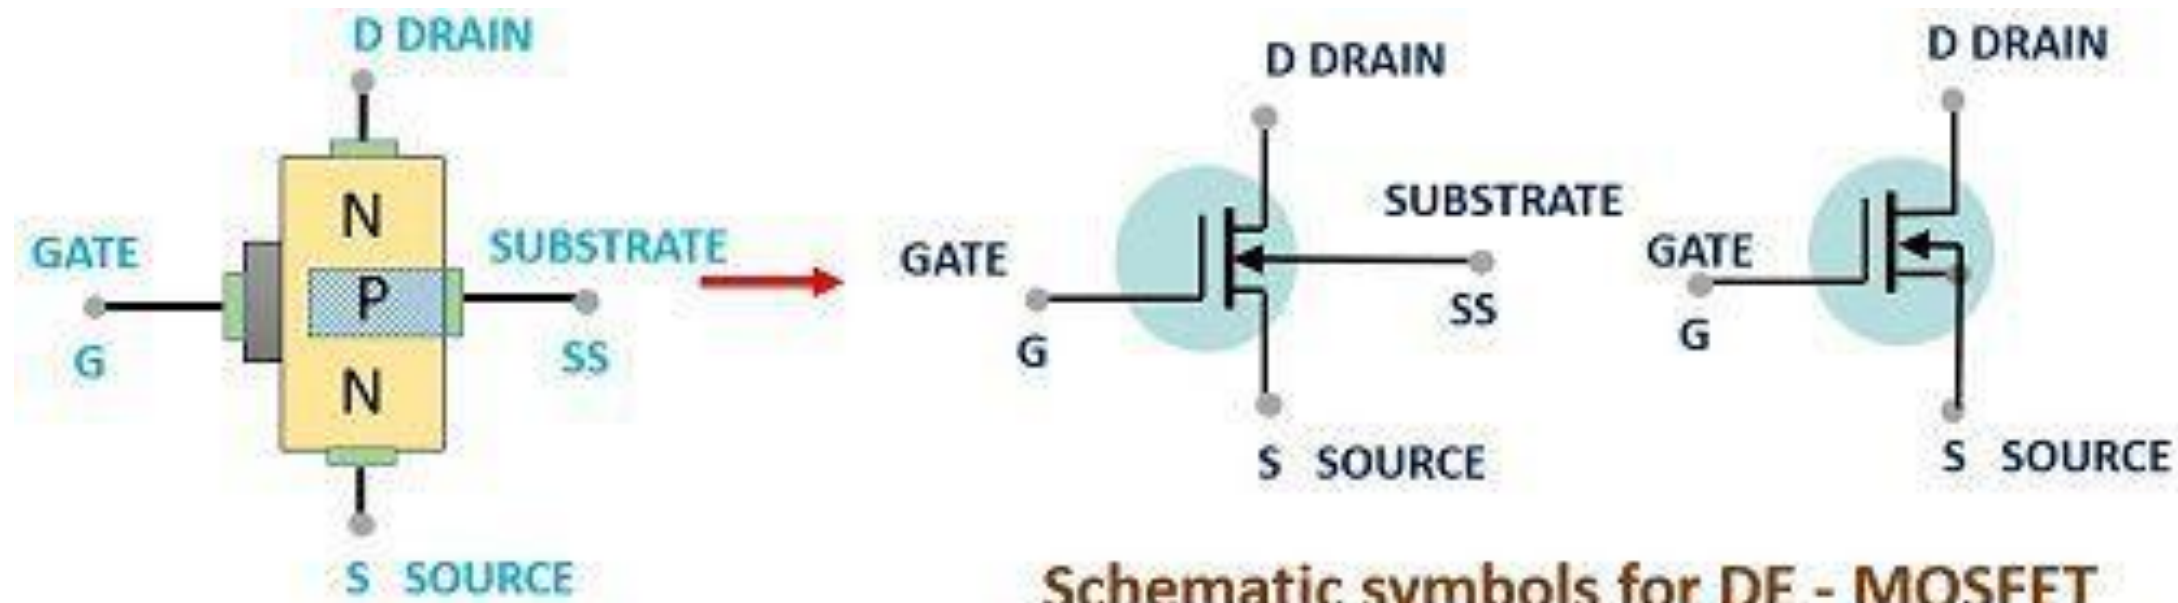 D DRAIN
N
GATE
SUBSTRATE
P
G
SS
N
S SOURCE
D DRAIN
SUBSTRATE
GATE
SS
G
S SOURCE
D DRAIN
GATE
G
S SOURCE
Schematic symbols for DE - MOSFET